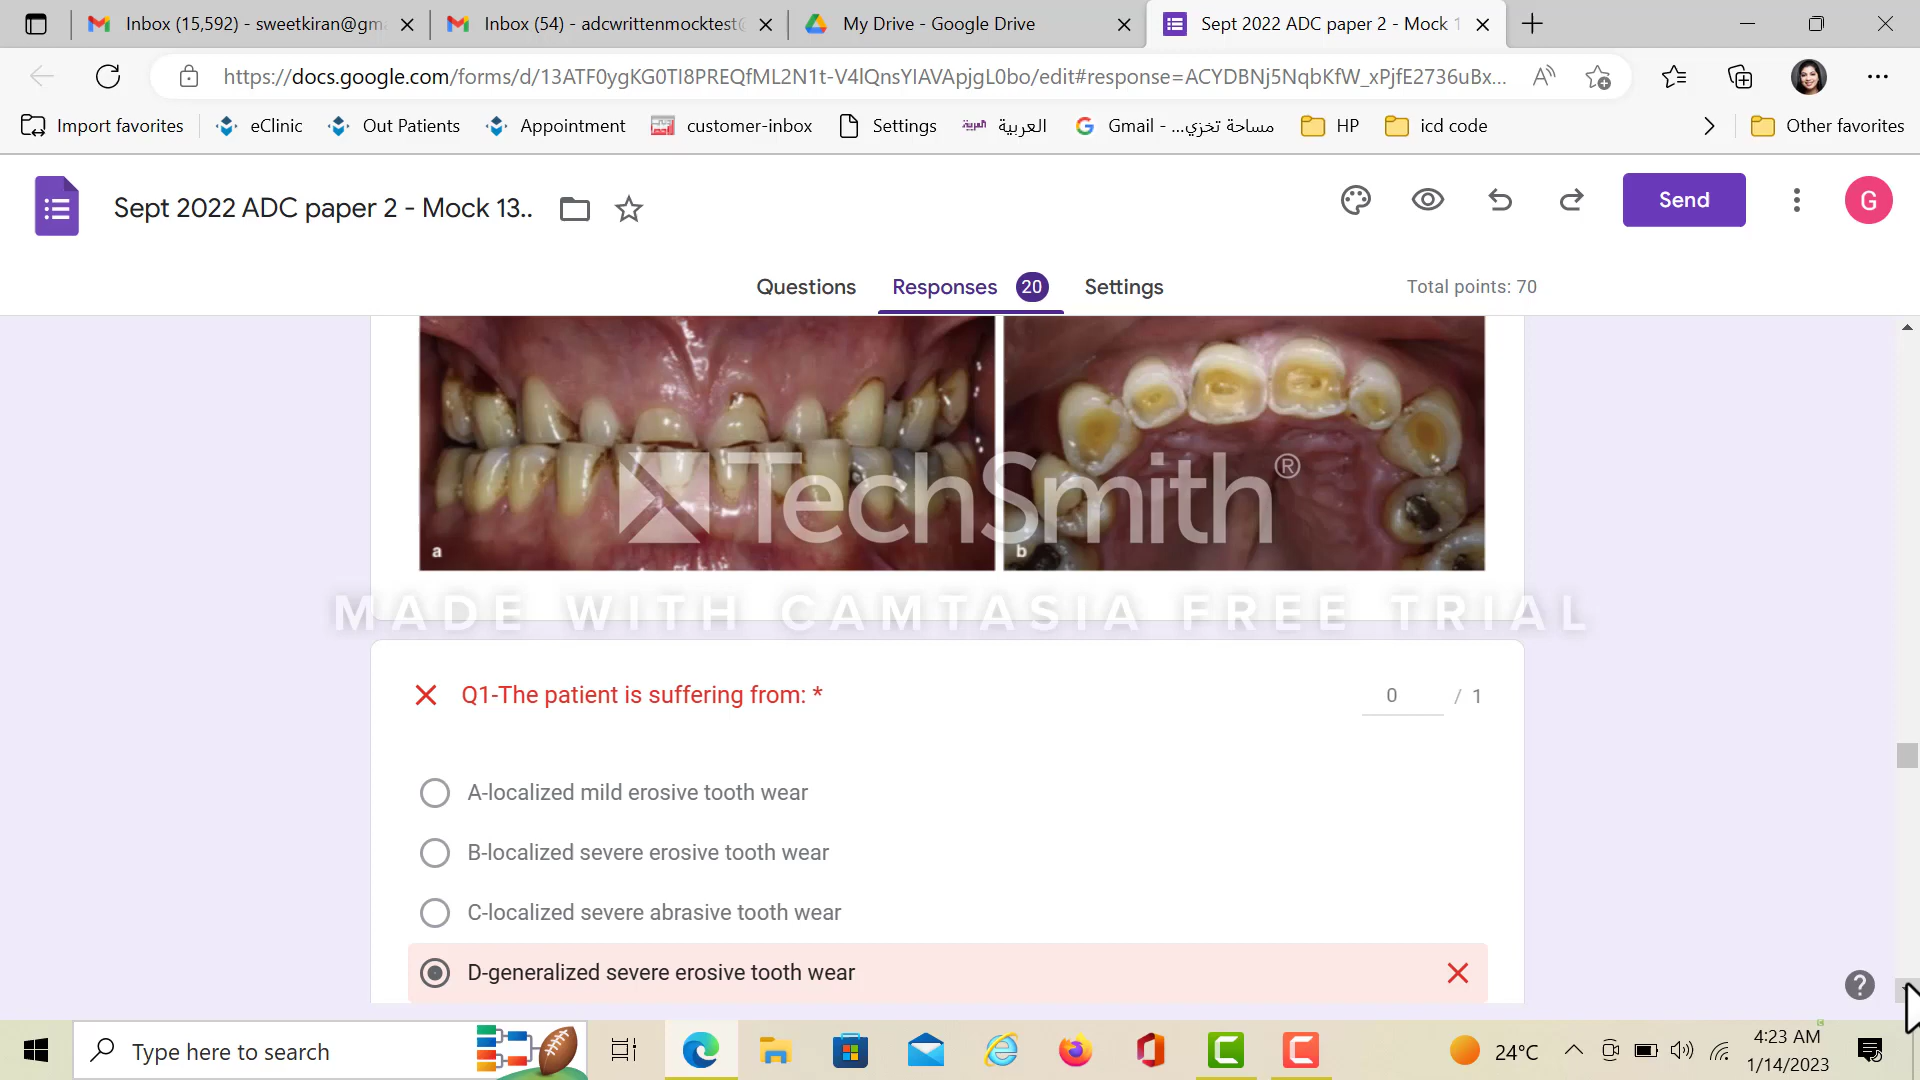 Inbox (15,592) - sweetkiran@gm
Inbox (54) - adcwrittenmocktest@
My Drive - Google Drive
Sept 2022 ADC paper 2 - Mock 1
https://docs.google.com/forms/d/13ATF0ygKG0TI8PREQfML2N1t-V4lQnsYIAVApjgL0bo/edit#response=ACYDBNj5NqbKfW_xPjfE2736uBx...
Import favorites
eClinic
Out Patients
Appointment
customer-inbox
Settings
العربية
Gmail - ...مساحة تخزي
HP
icd code
Other favorites
Sept 2022 ADC paper 2 - Mock 13..
Send
G
Questions
Responses 20
Settings
Total points: 70
TechSmith®
a
b
MADE WITH CAMTASIA FREE TRIAL
Q1-The patient is suffering from: *
0 / 1
A-localized mild erosive tooth wear
B-localized severe erosive tooth wear
C-localized severe abrasive tooth wear
D-generalized severe erosive tooth wear
Type here to search
24°C
4:23 AM
1/14/2023